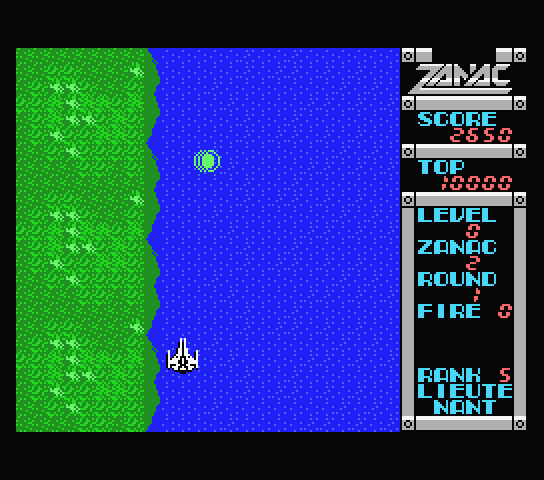 ZANAC
SCORE
2650
TOP
10000
LEVEL
0
ZANAC
2
ROUND
1
FIRE 0
RANK 5
LIEUTE
NANT